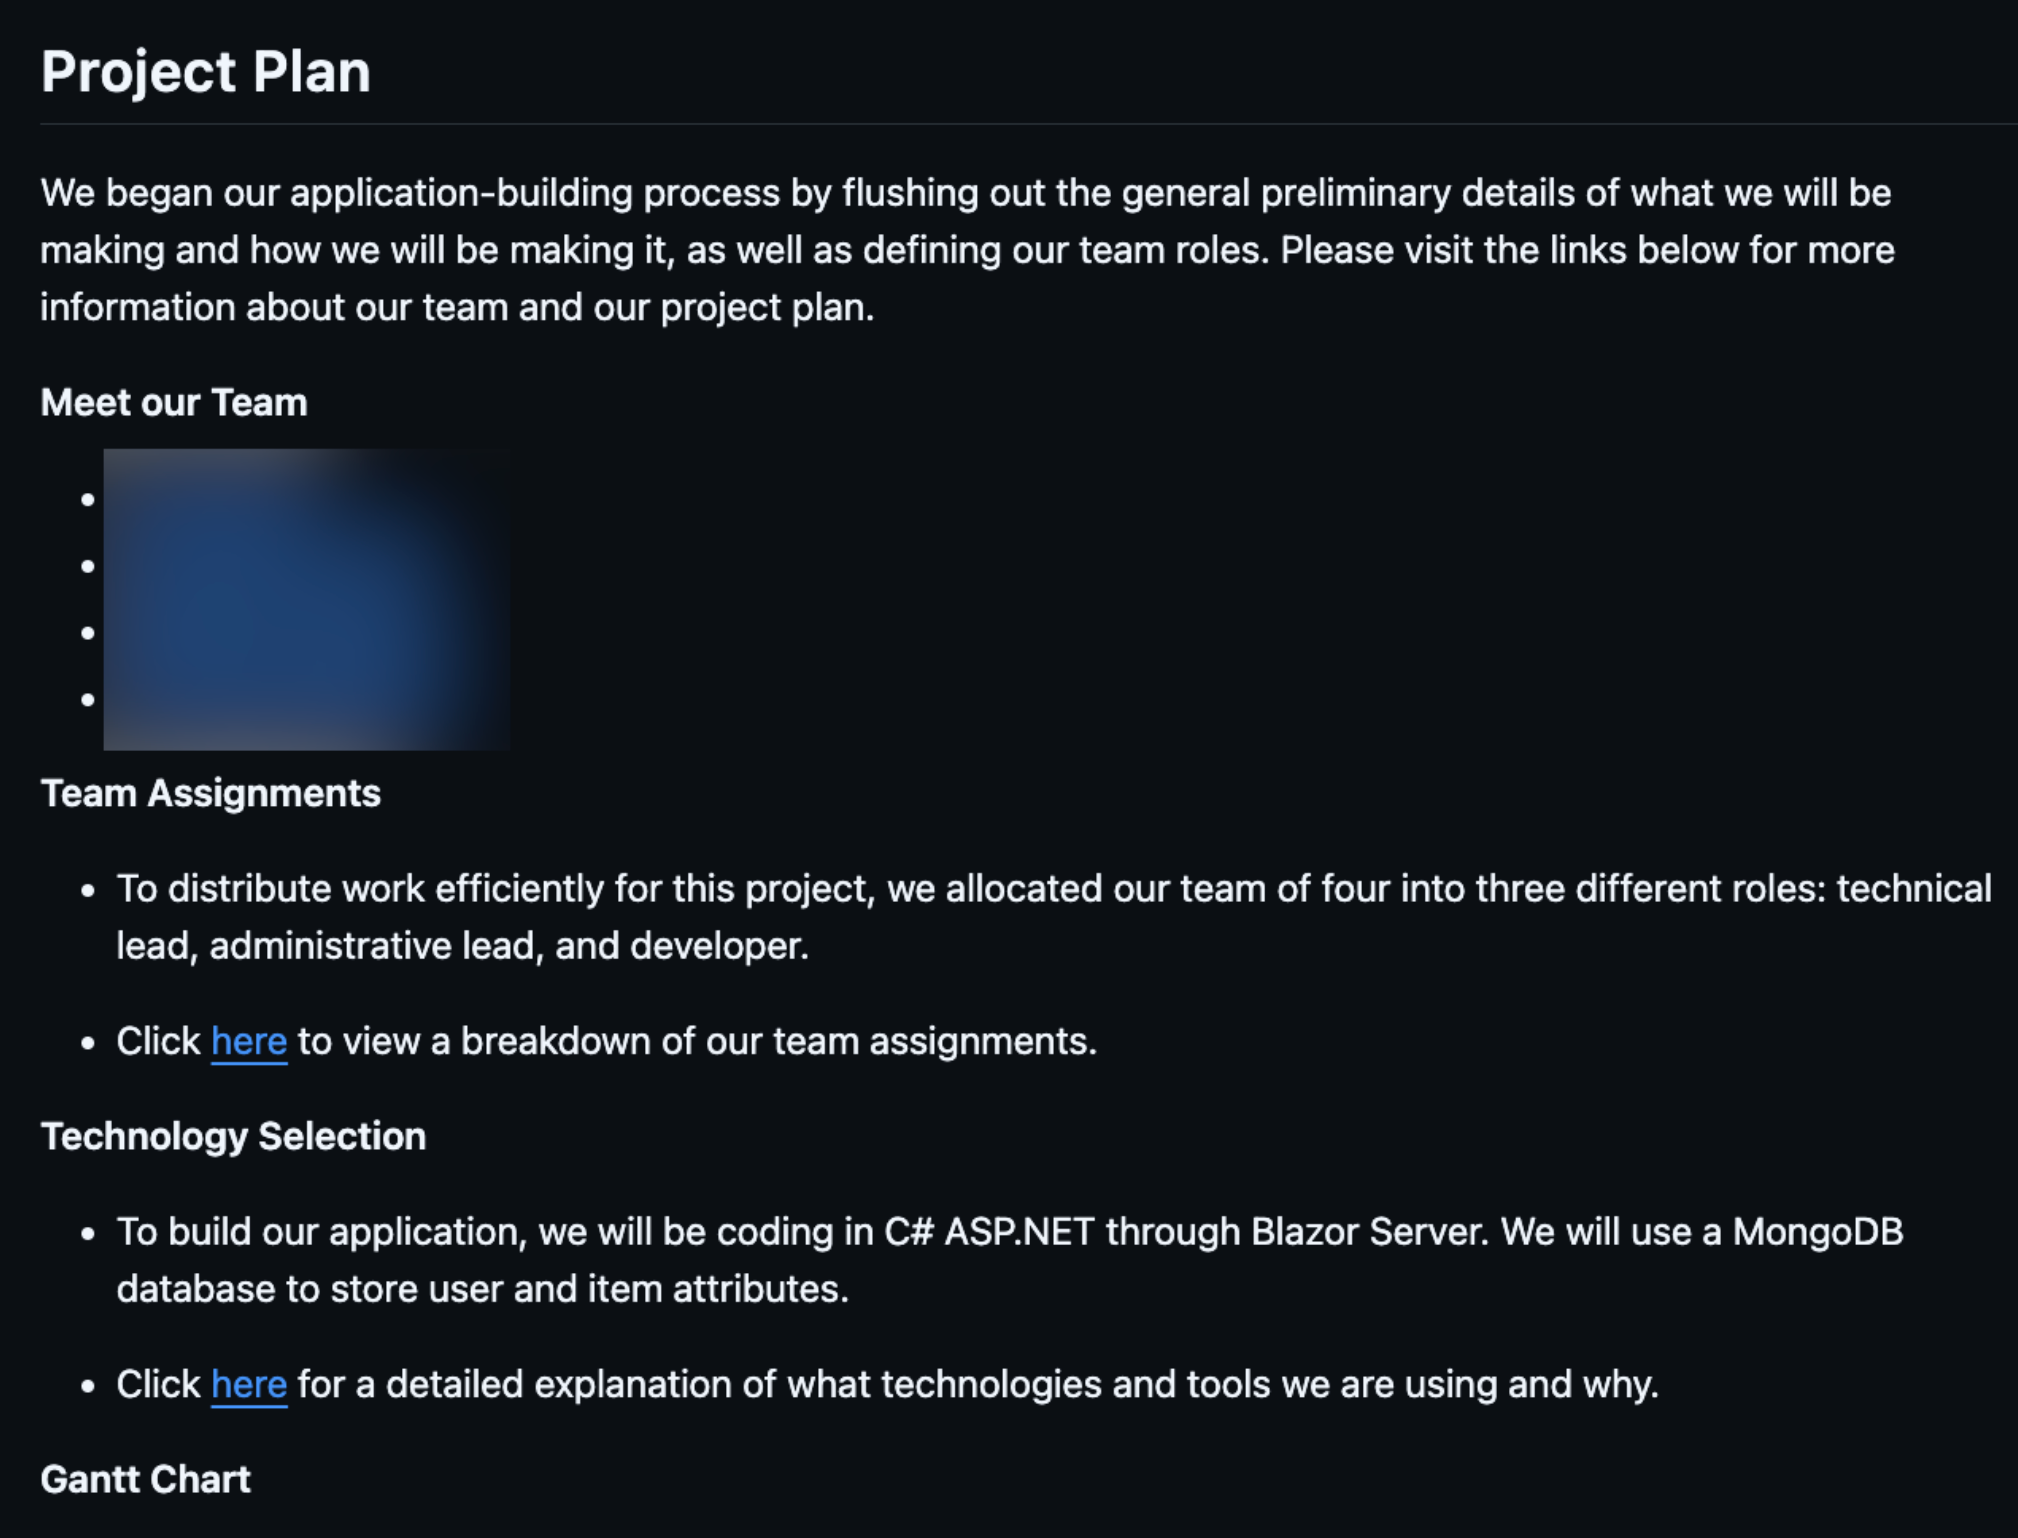 Project Plan
We began our application-building process by flushing out the general preliminary details of what we will be
making and how we will be making it, as well as defining our team roles. Please visit the links below for more
information about our team and our project plan.
Meet our Team
Team Assignments
To distribute work efficiently for this project, we allocated our team of four into three different roles: technical
lead, administrative lead, and developer.
Click here to view a breakdown of our team assignments.
Technology Selection
To build our application, we will be coding in C# ASP.NET through Blazor Server. We will use a MongoDB
database to store user and item attributes.
Click here for a detailed explanation of what technologies and tools we are using and why.
Gantt Chart